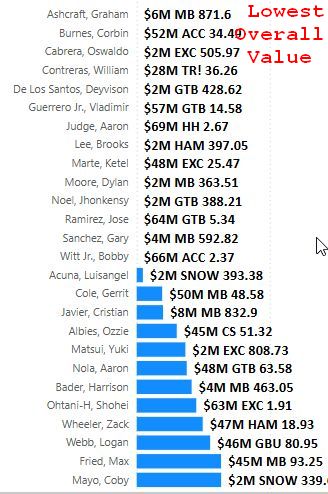 Lowest
Overall
Value
Ashcraft, Graham $6M MB 871.6
Burnes, Corbin $52M ACC 34.49
Cabrera, Oswaldo $2M EXC 505.97
Contreras, William $28M TR! 36.26
De Los Santos, Deyvison $2M GTB 428.62
Guerrero Jr., Vladimir $57M GTB 14.58
Judge, Aaron $69M HH 2.67
Lee, Brooks $2M HAM 397.05
Marte, Ketel $48M EXC 25.47
Moore, Dylan $2M MB 363.51
Noel, Jhonkensy $2M GTB 388.21
Ramirez, Jose $64M GTB 5.34
Sanchez, Gary $4M MB 592.82
Witt Jr., Bobby $66M ACC 2.37
Acuna, Luisangel $2M SNOW 393.38
Cole, Gerrit $50M MB 48.58
Javier, Cristian $8M MB 832.9
Albies, Ozzie $45M CS 51.32
Matsui, Yuki $2M EXC 808.73
Nola, Aaron $48M GTB 63.58
Bader, Harrison $4M MB 463.05
Ohtani-H, Shohei $63M EXC 1.91
Wheeler, Zack $47M HAM 18.93
Webb, Logan $46M GBU 80.95
Fried, Max $45M MB 93.25
Mayo, Coby $2M SNOW 339.